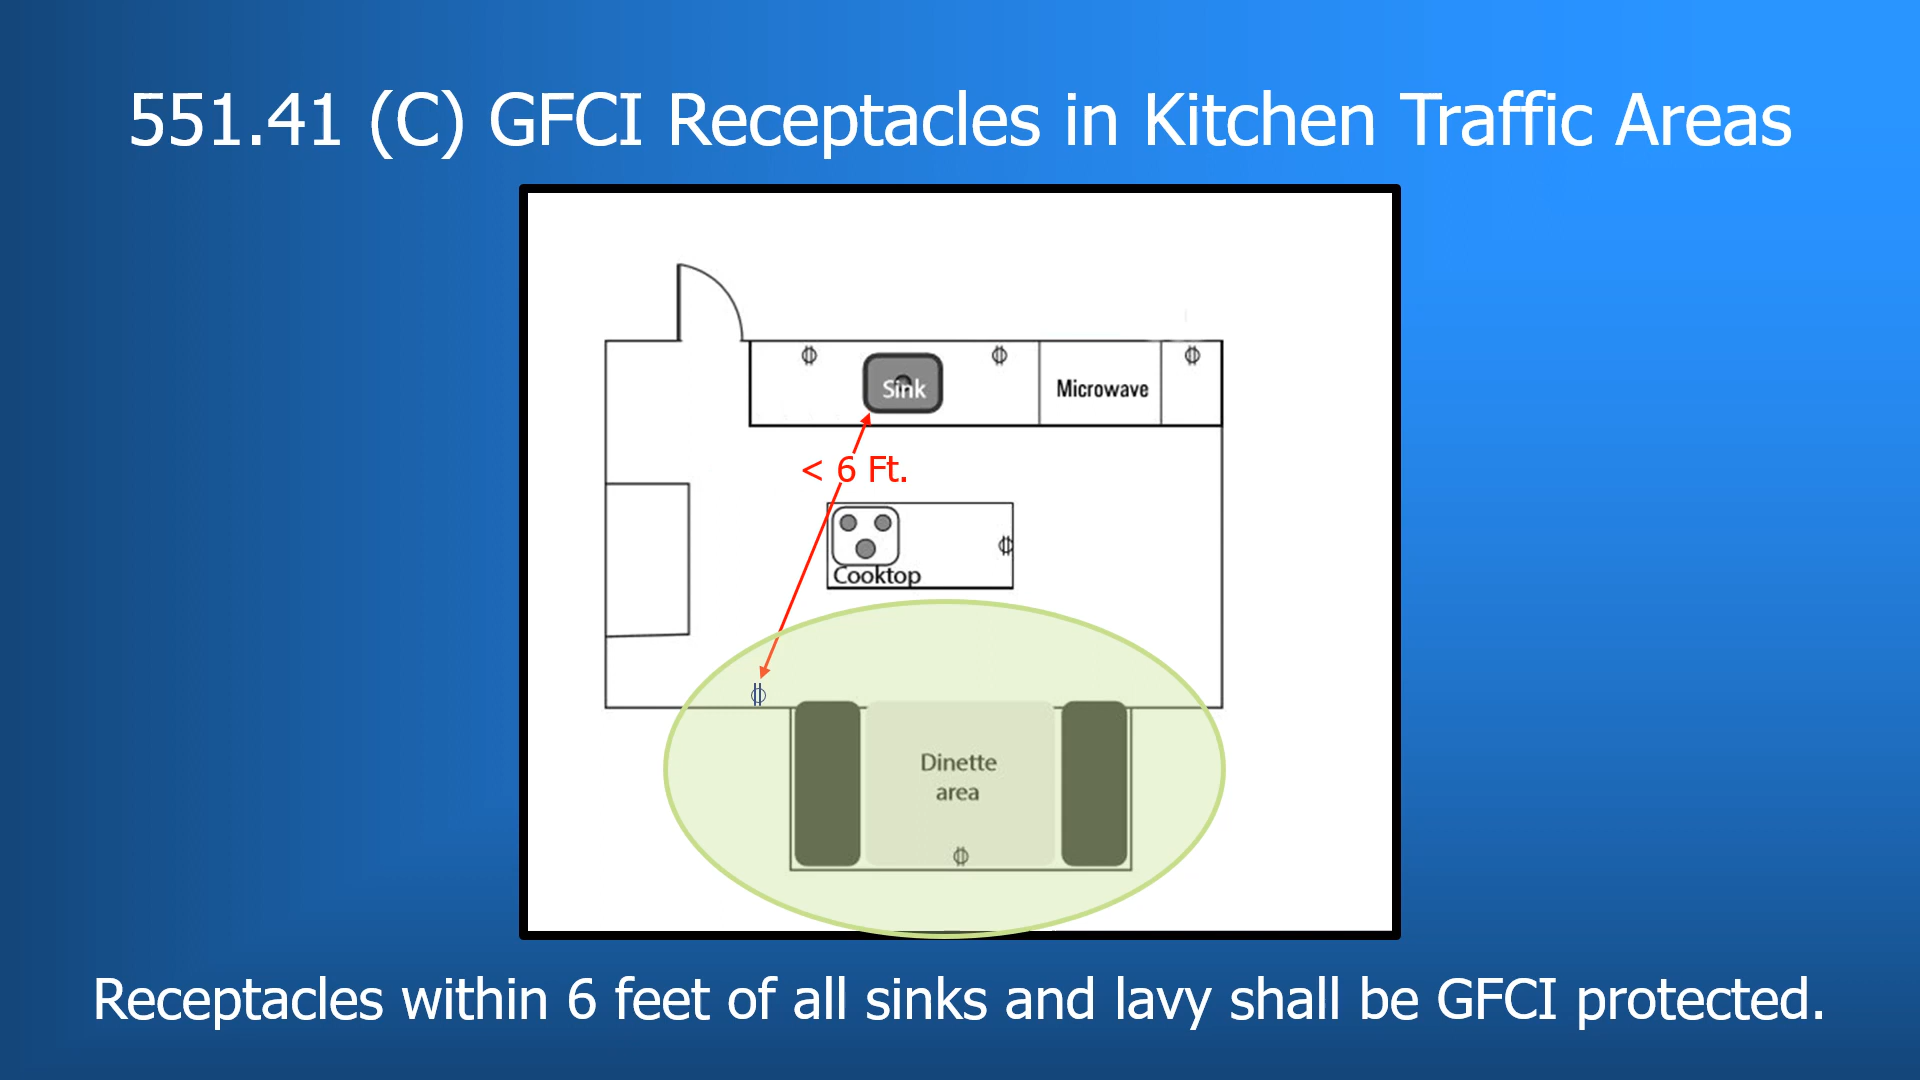 551.41 (C) GFCI Receptacles in Kitchen Traffic Areas
Sink
Microwave
< 6 Ft.
Cooktop
Dinette
area
Receptacles within 6 feet of all sinks and lavy shall be GFCI protected.